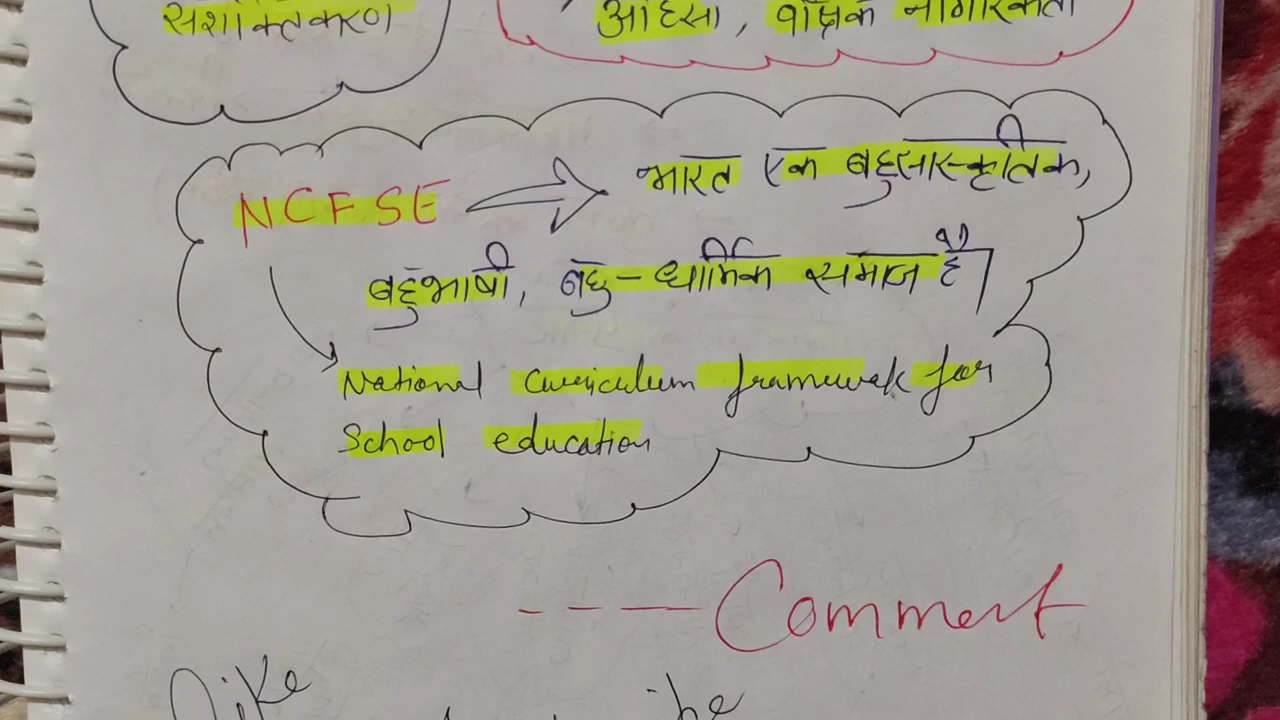 सशक्तिकरण
अहिंसा, वैश्विक नागरिकता
NCFSE ⇒ भारत एक बहुसांस्कृतिक,
बहुभाषी, बहु-धार्मिक समाज है।
National Curriculum framework for
School education
---- Comment
Like